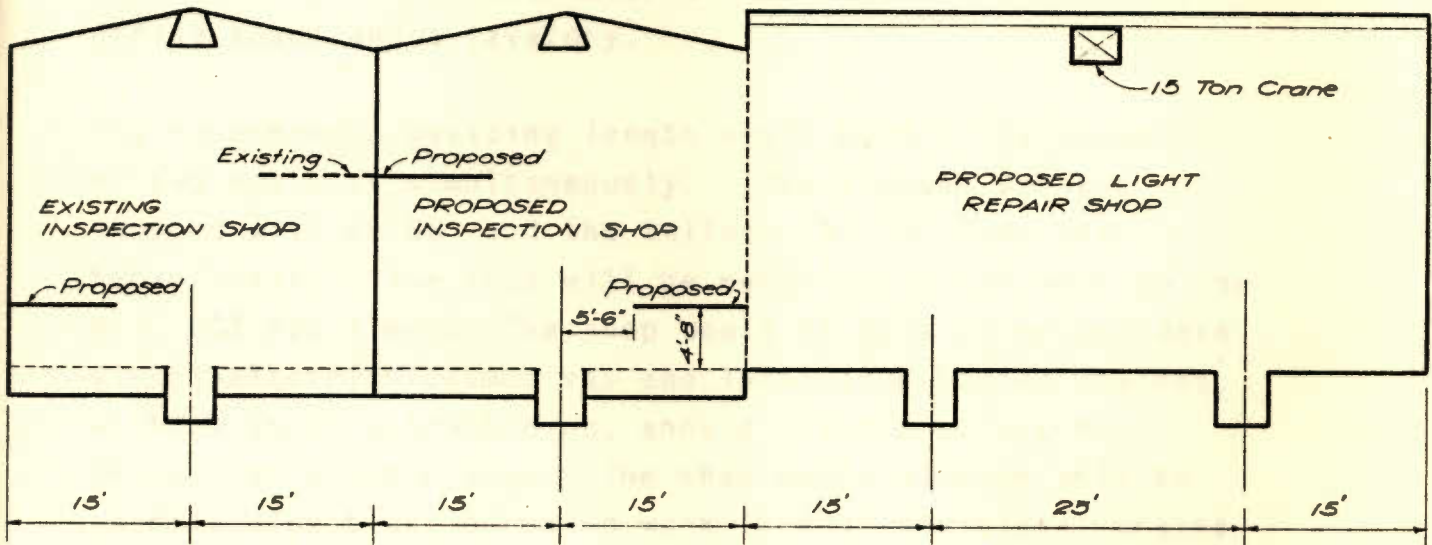 15 Ton Crane
Existing
Proposed
PROPOSED LIGHT
REPAIR SHOP
EXISTING
INSPECTION SHOP
PROPOSED
INSPECTION SHOP
Proposed
Proposed
5'-6"
4'-8"
15'
15'
15'
15'
15'
25'
15'